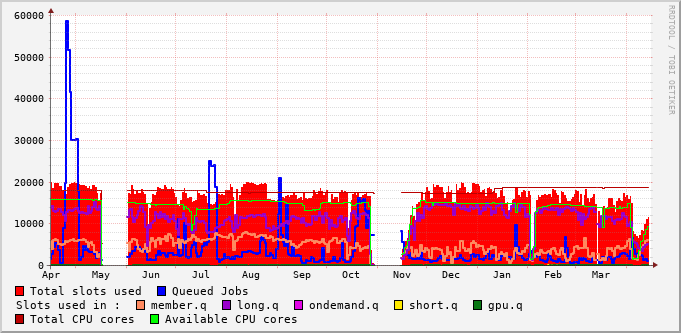 60000
50000
40000
30000
20000
10000
0
Apr May Jun Jul Aug Sep Oct Nov Dec Jan Feb Mar
Total slots used Queued Jobs
Slots used in : member.q long.q ondemand.q short.q gpu.q
Total CPU cores Available CPU cores
RRDTOOL / TOBI OETIKER